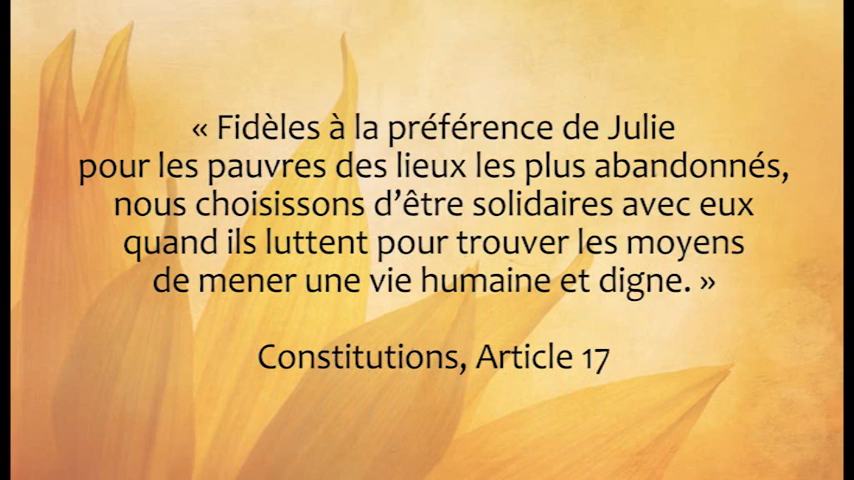 « Fidèles à la préférence de Julie
pour les pauvres des lieux les plus abandonnés,
nous choisissons d’être solidaires avec eux
quand ils luttent pour trouver les moyens
de mener une vie humaine et digne. »
Constitutions, Article 17